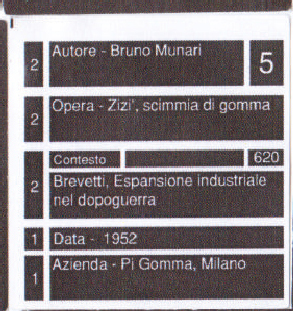 2 Autore - Bruno Munari 5
2 Opera - Zizi', scimmia di gomma
Contesto 620
2 Brevetti, Espansione industriale
nel dopoguerra
1 Data - 1952
1 Azienda - Pi Gomma, Milano